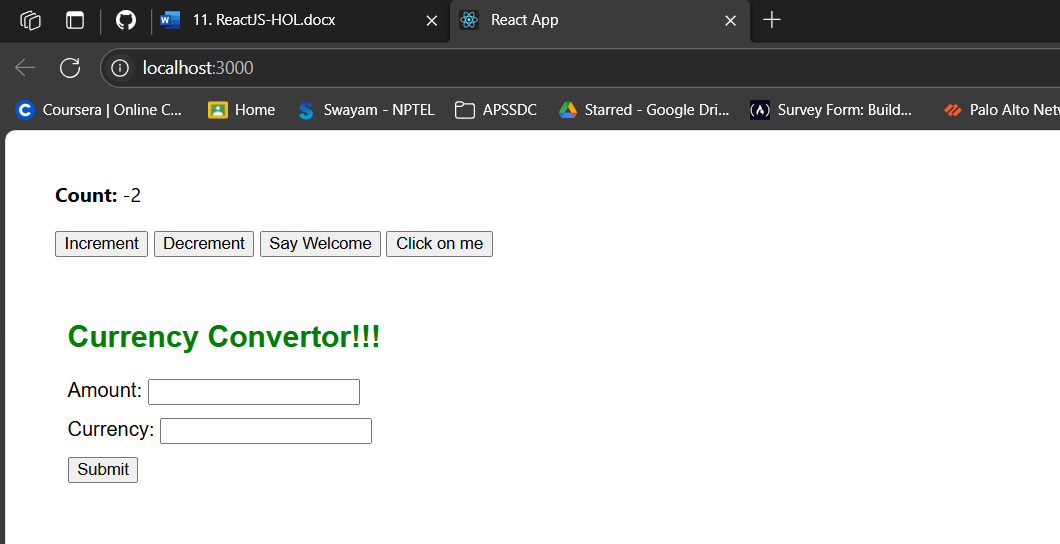 11. ReactJS-HOL.docx React App
localhost:3000
Coursera | Online C... Home Swayam - NPTEL APSSDC Starred - Google Dri... Survey Form: Build... Palo Alto Net
Count: -2
Increment Decrement Say Welcome Click on me
Currency Convertor!!!
Amount:
Currency:
Submit